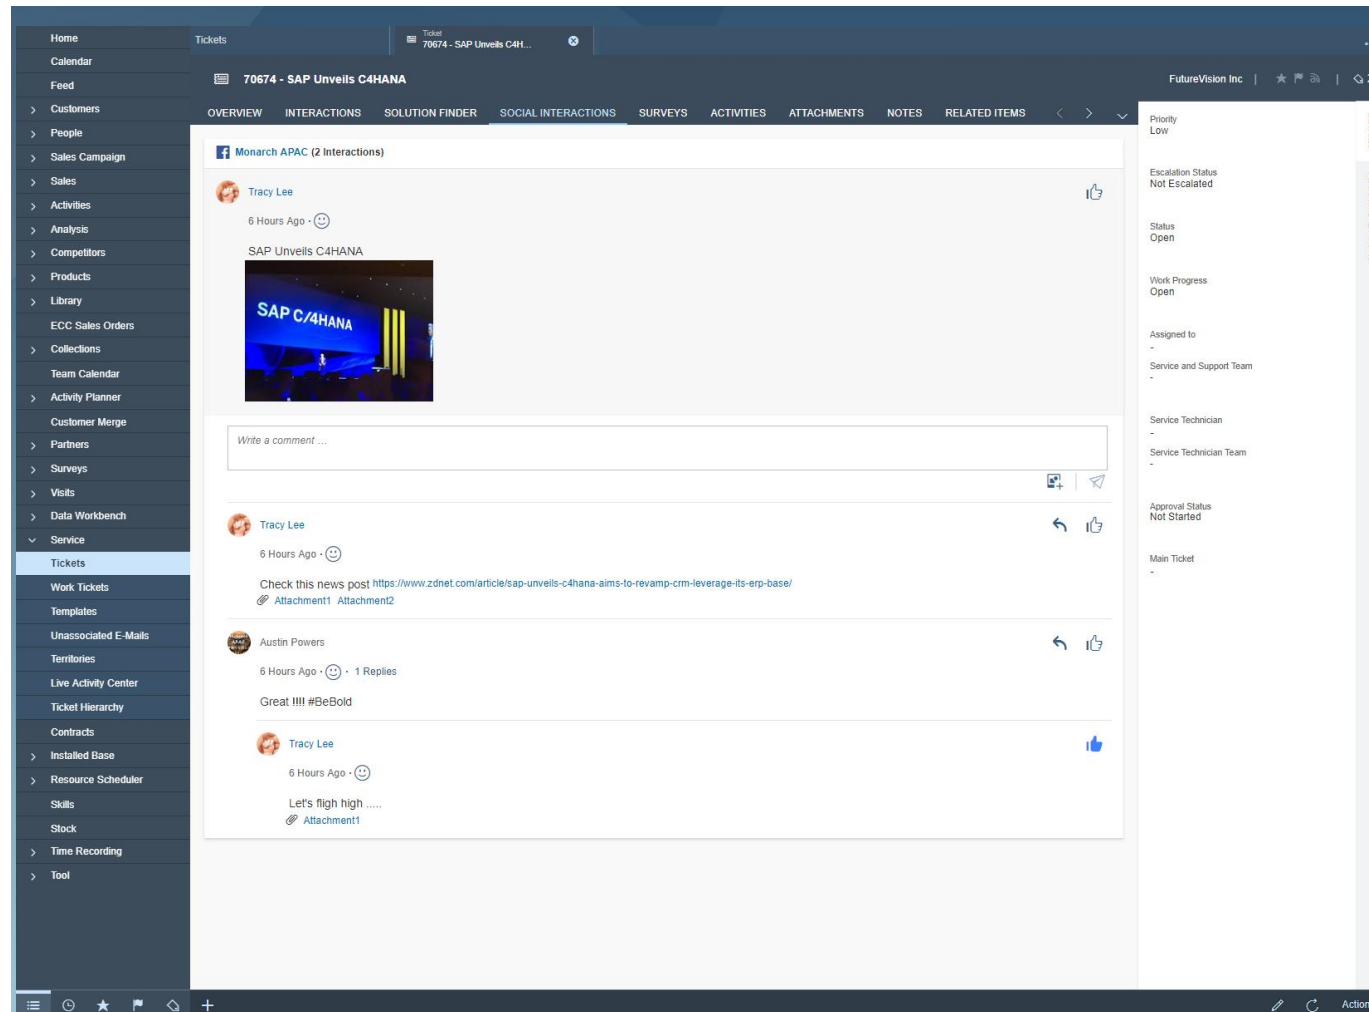 Home
Calendar
Feed
Customers
People
Sales Campaign
Sales
Activities
Analysis
Competitors
Products
Library
ECC Sales Orders
Collections
Team Calendar
Activity Planner
Customer Merge
Partners
Surveys
Visits
Data Workbench
Service
Tickets
Work Tickets
Templates
Unassociated E-Mails
Territories
Live Activity Center
Ticket Hierarchy
Contracts
Installed Base
Resource Scheduler
Skills
Stock
Time Recording
Tool
Tickets
Ticket
70674 - SAP Unveils C4H...
70674 - SAP Unveils C4HANA
FutureVision Inc
OVERVIEW INTERACTIONS SOLUTION FINDER SOCIAL INTERACTIONS SURVEYS ACTIVITIES ATTACHMENTS NOTES RELATED ITEMS
Monarch APAC (2 Interactions)
Tracy Lee
6 Hours Ago
SAP Unveils C4HANA
SAP C/4HANA
Write a comment ...
Tracy Lee
6 Hours Ago
Check this news post https://www.zdnet.com/article/sap-unveils-c4hana-aims-to-revamp-crm-leverage-its-erp-base/
Attachment1 Attachment2
Austin Powers
6 Hours Ago · 1 Replies
Great !!!! #BeBold
Tracy Lee
6 Hours Ago
Let's fligh high .....
Attachment1
Priority
Low
Escalation Status
Not Escalated
Status
Open
Work Progress
Open
Assigned to
-
Service and Support Team
-
Service Technician
-
Service Technician Team
-
Approval Status
Not Started
Main Ticket
-
Action